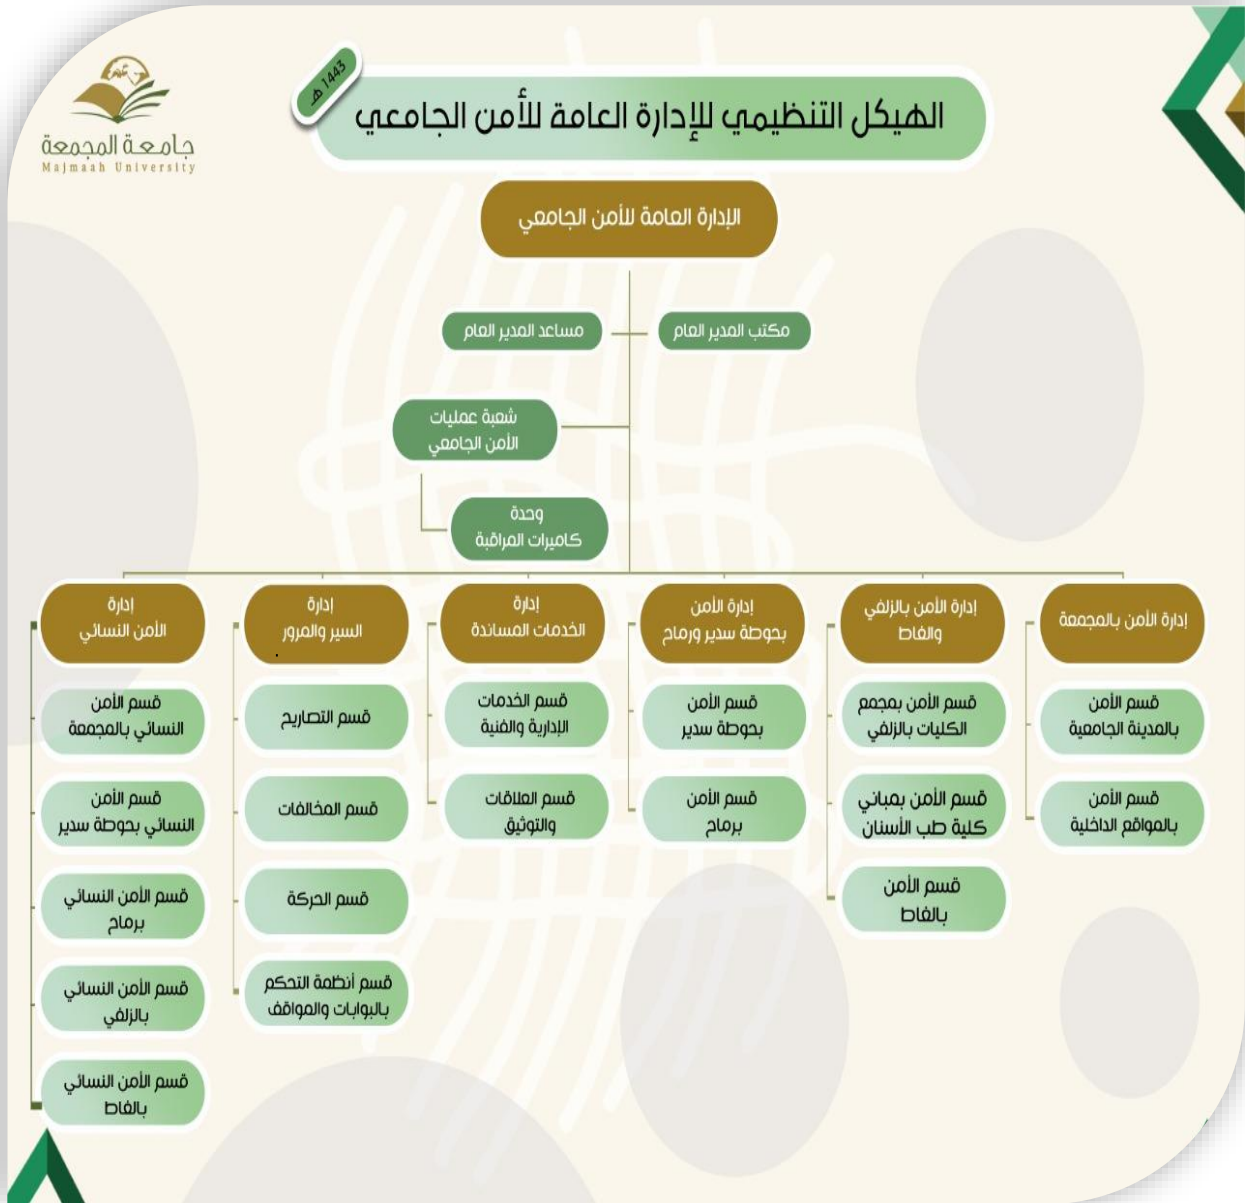 جامعة المجمعة
Majmaah University
1443 هـ
الهيكل التنظيمي للإدارة العامة للأمن الجامعي
الإدارة العامة للأمن الجامعي
مكتب المدير العام
مساعد المدير العام
شعبة عمليات
الأمن الجامعي
وحدة
كاميرات المراقبة
إدارة الأمن بالمجمعة
قسم الأمن
بالمدينة الجامعية
قسم الأمن
بالمواقع الداخلية
إدارة الأمن بالزلفي
والغاط
قسم الأمن بمجمع
الكليات بالزلفي
قسم الأمن بمباني
كلية طب الأسنان
قسم الأمن
بالغاط
إدارة الأمن
بحوطة سدير ورماح
قسم الأمن
بحوطة سدير
قسم الأمن
برماح
إدارة
الخدمات المساندة
قسم الخدمات
الإدارية والفنية
قسم العلاقات
والتوثيق
إدارة
السير والمرور
قسم التصاريح
قسم المخالفات
قسم الحركة
قسم أنظمة التحكم
بالبوابات والمواقف
إدارة
الأمن النسائي
قسم الأمن
النسائي بالمجمعة
قسم الأمن
النسائي بحوطة سدير
قسم الأمن النسائي
برماح
قسم الأمن النسائي
بالزلفي
قسم الأمن النسائي
بالغاط